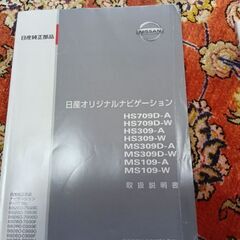 日産純正部品
NISSAN
日産オリジナルナビゲーション
HS709D-A
HS709D-W
HS309-A
HS309-W
MS309D-A
MS309D-W
MS109-A
MS109-W
取扱説明書